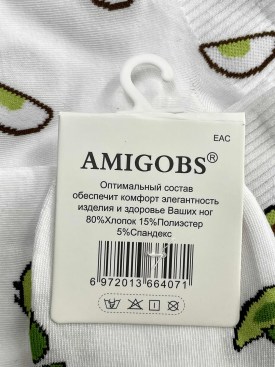 EAC
AMIGOBS®
Оптимальный состав
обеспечит комфорт элегантность
изделия и здоровье Ваших ног
80%Хлопок 15%Полиэстер
5%Спандекс
6 972013 664071